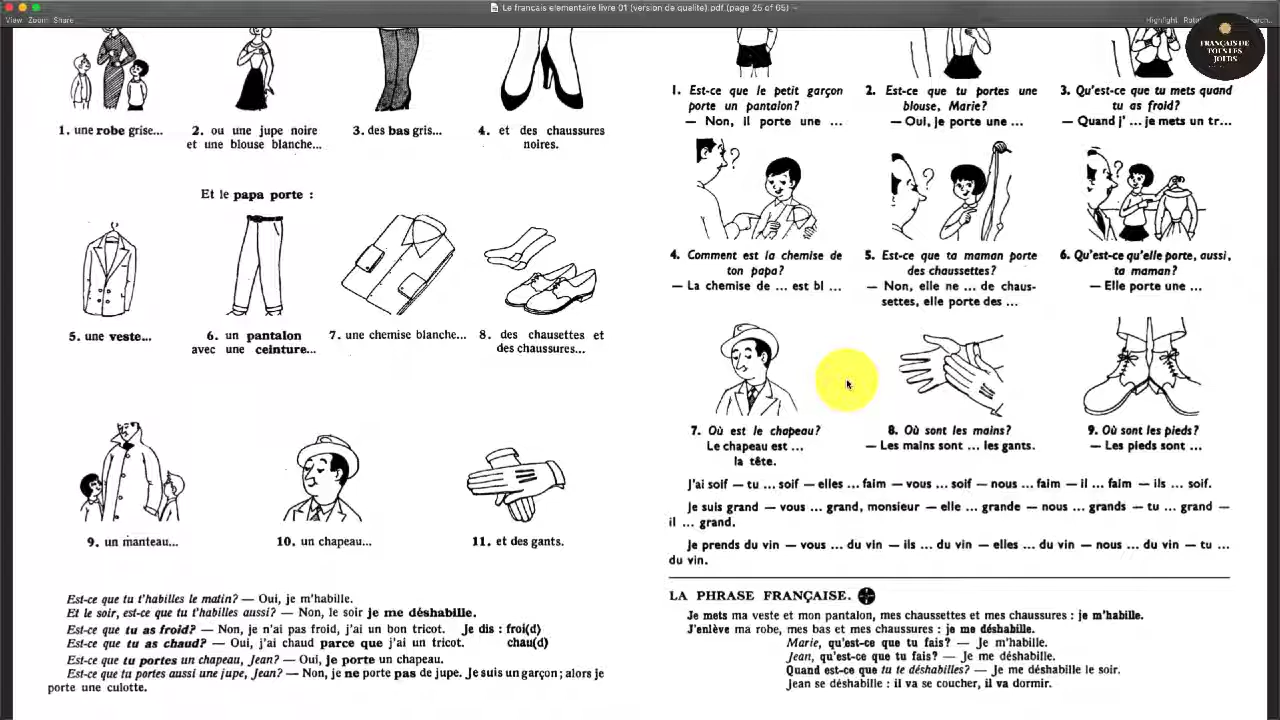 Le français elementaire livre 01 (version de qualité).pdf (page 25 of 65)
View Zoom Share
Highlight
FRANÇAIS DE
TOUS LES
JOURS
1. une robe grise...
2. ou une jupe noire
et une blouse blanche...
3. des bas gris...
4. et des chaussures
noires.
Et le papa porte :
5. une veste...
6. un pantalon
avec une ceinture...
7. une chemise blanche...
8. des chausettes et
des chaussures...
9. un manteau...
10. un chapeau...
11. et des gants.
Est-ce que tu t'habilles le matin? — Oui, je m'habille.
Et le soir, est-ce que tu t'habilles aussi? — Non, le soir je me déshabille.
Est-ce que tu as froid? — Non, je n'ai pas froid, j'ai un bon tricot. Je dis : froi(d)
Est-ce que tu as chaud? — Oui, j'ai chaud parce que j'ai un tricot. chau(d)
Est-ce que tu portes un chapeau, Jean? — Oui, je porte un chapeau.
Est-ce que tu portes aussi une jupe, Jean? — Non, je ne porte pas de jupe. Je suis un garçon; alors je
porte une culotte.
1. Est-ce que le petit garçon
porte un pantalon?
— Non, il porte une ...
2. Est-ce que tu portes une
blouse, Marie?
— Oui, je porte une ...
3. Qu'est-ce que tu mets quand
tu as froid?
— Quand j' ... je mets un tr...
4. Comment est la chemise de
ton papa?
— La chemise de ... est bl ...
5. Est-ce que ta maman porte
des chaussettes?
— Non, elle ne ... de chaus-
settes, elle porte des ...
6. Qu'est-ce qu'elle porte, aussi,
ta maman?
— Elle porte une ...
7. Où est le chapeau?
Le chapeau est ...
la tête.
8. Où sont les mains?
— Les mains sont ... les gants.
9. Où sont les pieds?
— Les pieds sont ...
J'ai soif — tu ... soif — elles ... faim — vous ... soif — nous ... faim — il ... faim — ils ... soif.
Je suis grand — vous ... grand, monsieur — elle ... grande — nous ... grands — tu ... grand —
il ... grand.
Je prends du vin — vous ... du vin — ils ... du vin — elles ... du vin — nous ... du vin — tu ...
du vin.
LA PHRASE FRANÇAISE.
Je mets ma veste et mon pantalon, mes chaussettes et mes chaussures : je m'habille.
J'enlève ma robe, mes bas et mes chaussures : je me déshabille.
Marie, qu'est-ce que tu fais? — Je m'habille.
Jean, qu'est-ce que tu fais? — Je me déshabille.
Quand est-ce que tu te déshabilles? — Je me déshabille le soir.
Jean se déshabille : il va se coucher, il va dormir.